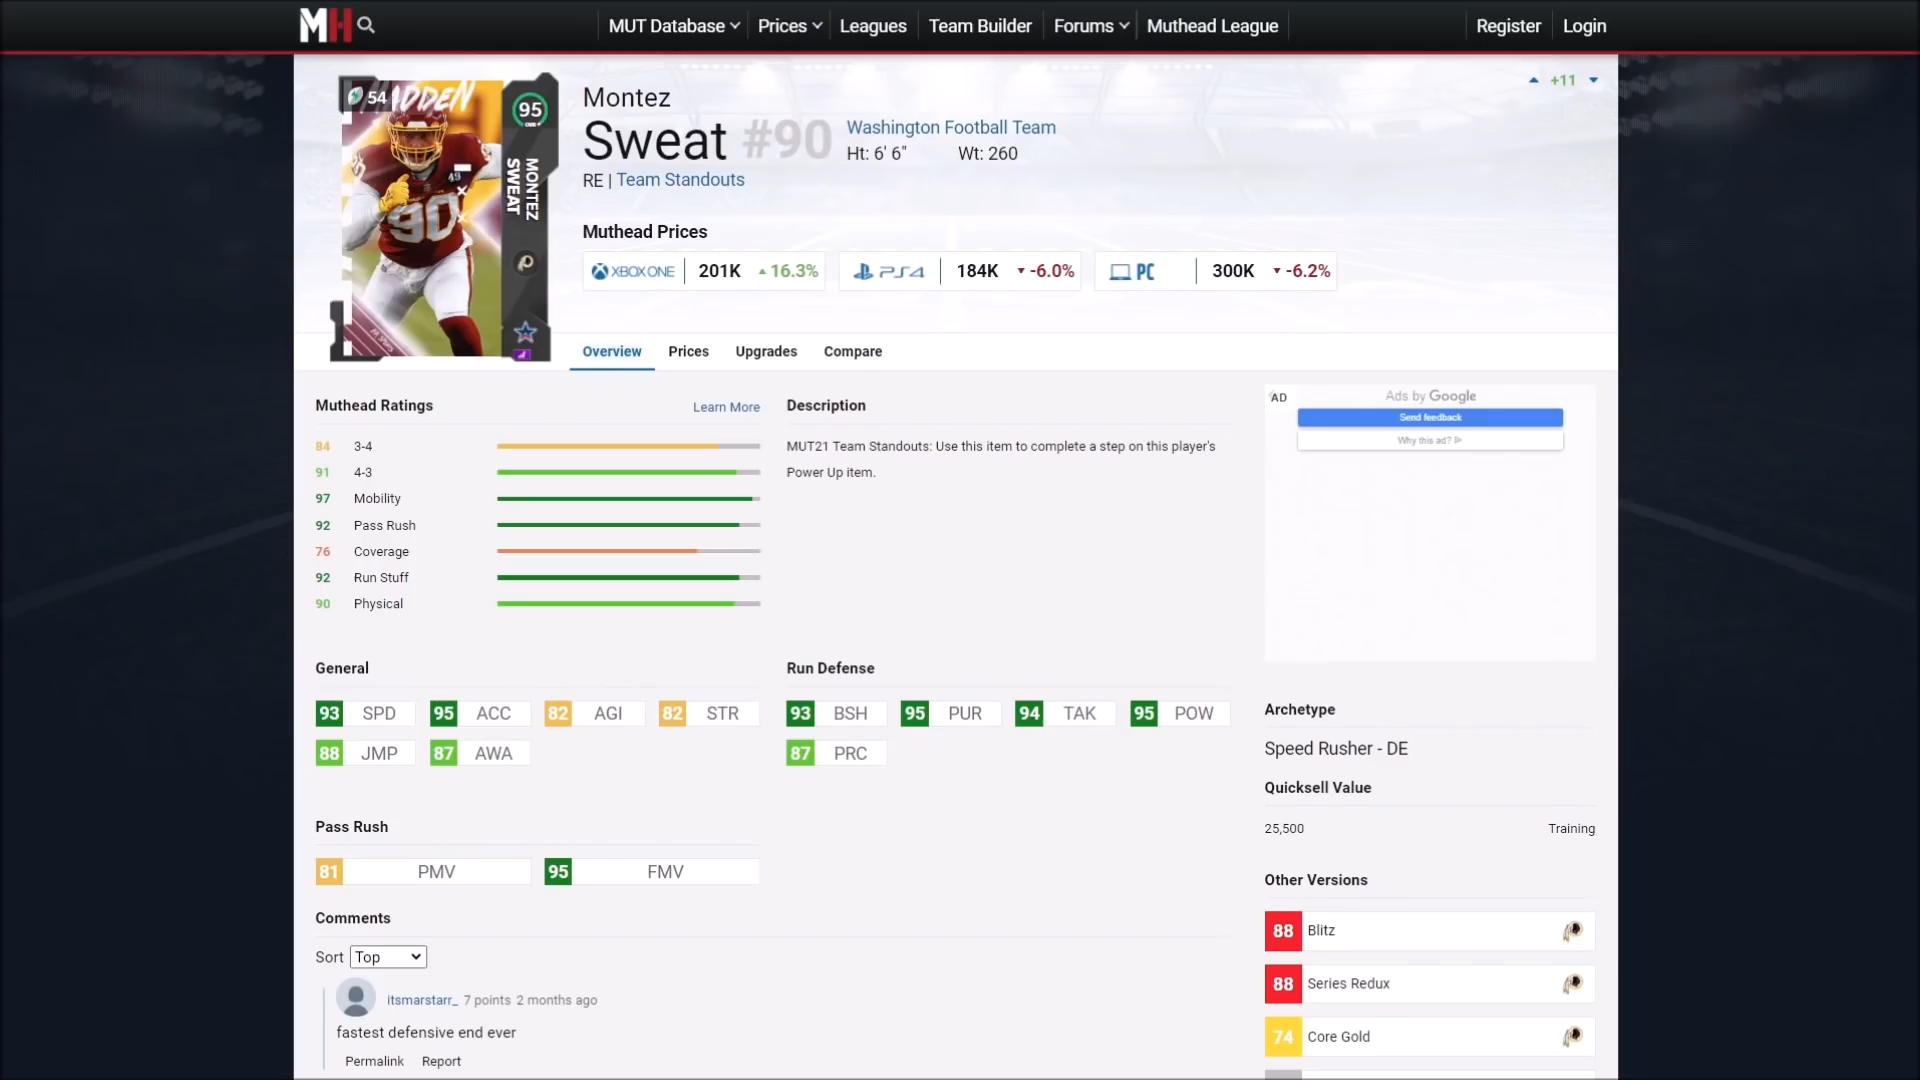 MH
MUT Database
Prices
Leagues
Team Builder
Forums
Muthead League
Register
Login
54
MADDEN
95
OVR
MONTEZ
SWEAT
49
90
Montez
Sweat #90
Washington Football Team
Ht: 6' 6" Wt: 260
RE | Team Standouts
+11
Muthead Prices
XBOX ONE 201K 16.3%
PS4 184K -6.0%
PC 300K -6.2%
Overview
Prices
Upgrades
Compare
Muthead Ratings
Learn More
84 3-4
91 4-3
97 Mobility
92 Pass Rush
76 Coverage
92 Run Stuff
90 Physical
Description
MUT21 Team Standouts: Use this item to complete a step on this player's
Power Up item.
AD
Ads by Google
Send feedback
Why this ad?
General
93 SPD 95 ACC 82 AGI 82 STR
88 JMP 87 AWA
Run Defense
93 BSH 95 PUR 94 TAK 95 POW
87 PRC
Pass Rush
81 PMV 95 FMV
Archetype
Speed Rusher - DE
Quicksell Value
25,500 Training
Other Versions
88 Blitz
88 Series Redux
74 Core Gold
Comments
Sort Top
itsmarstarr_ 7 points 2 months ago
fastest defensive end ever
Permalink Report